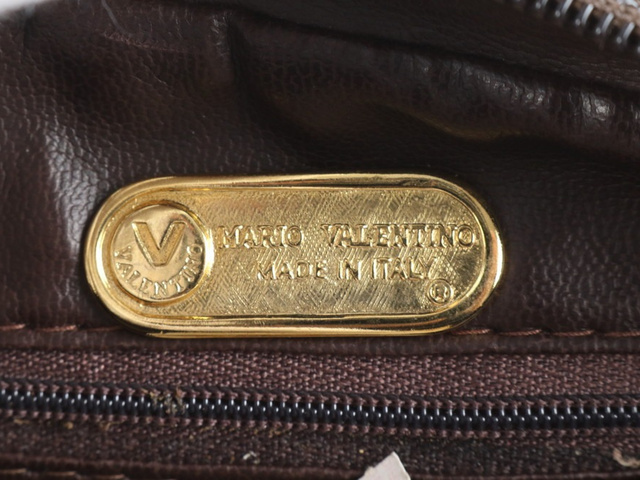 V
VALENTINO
MARIO VALENTINO
MADE IN ITALY
®